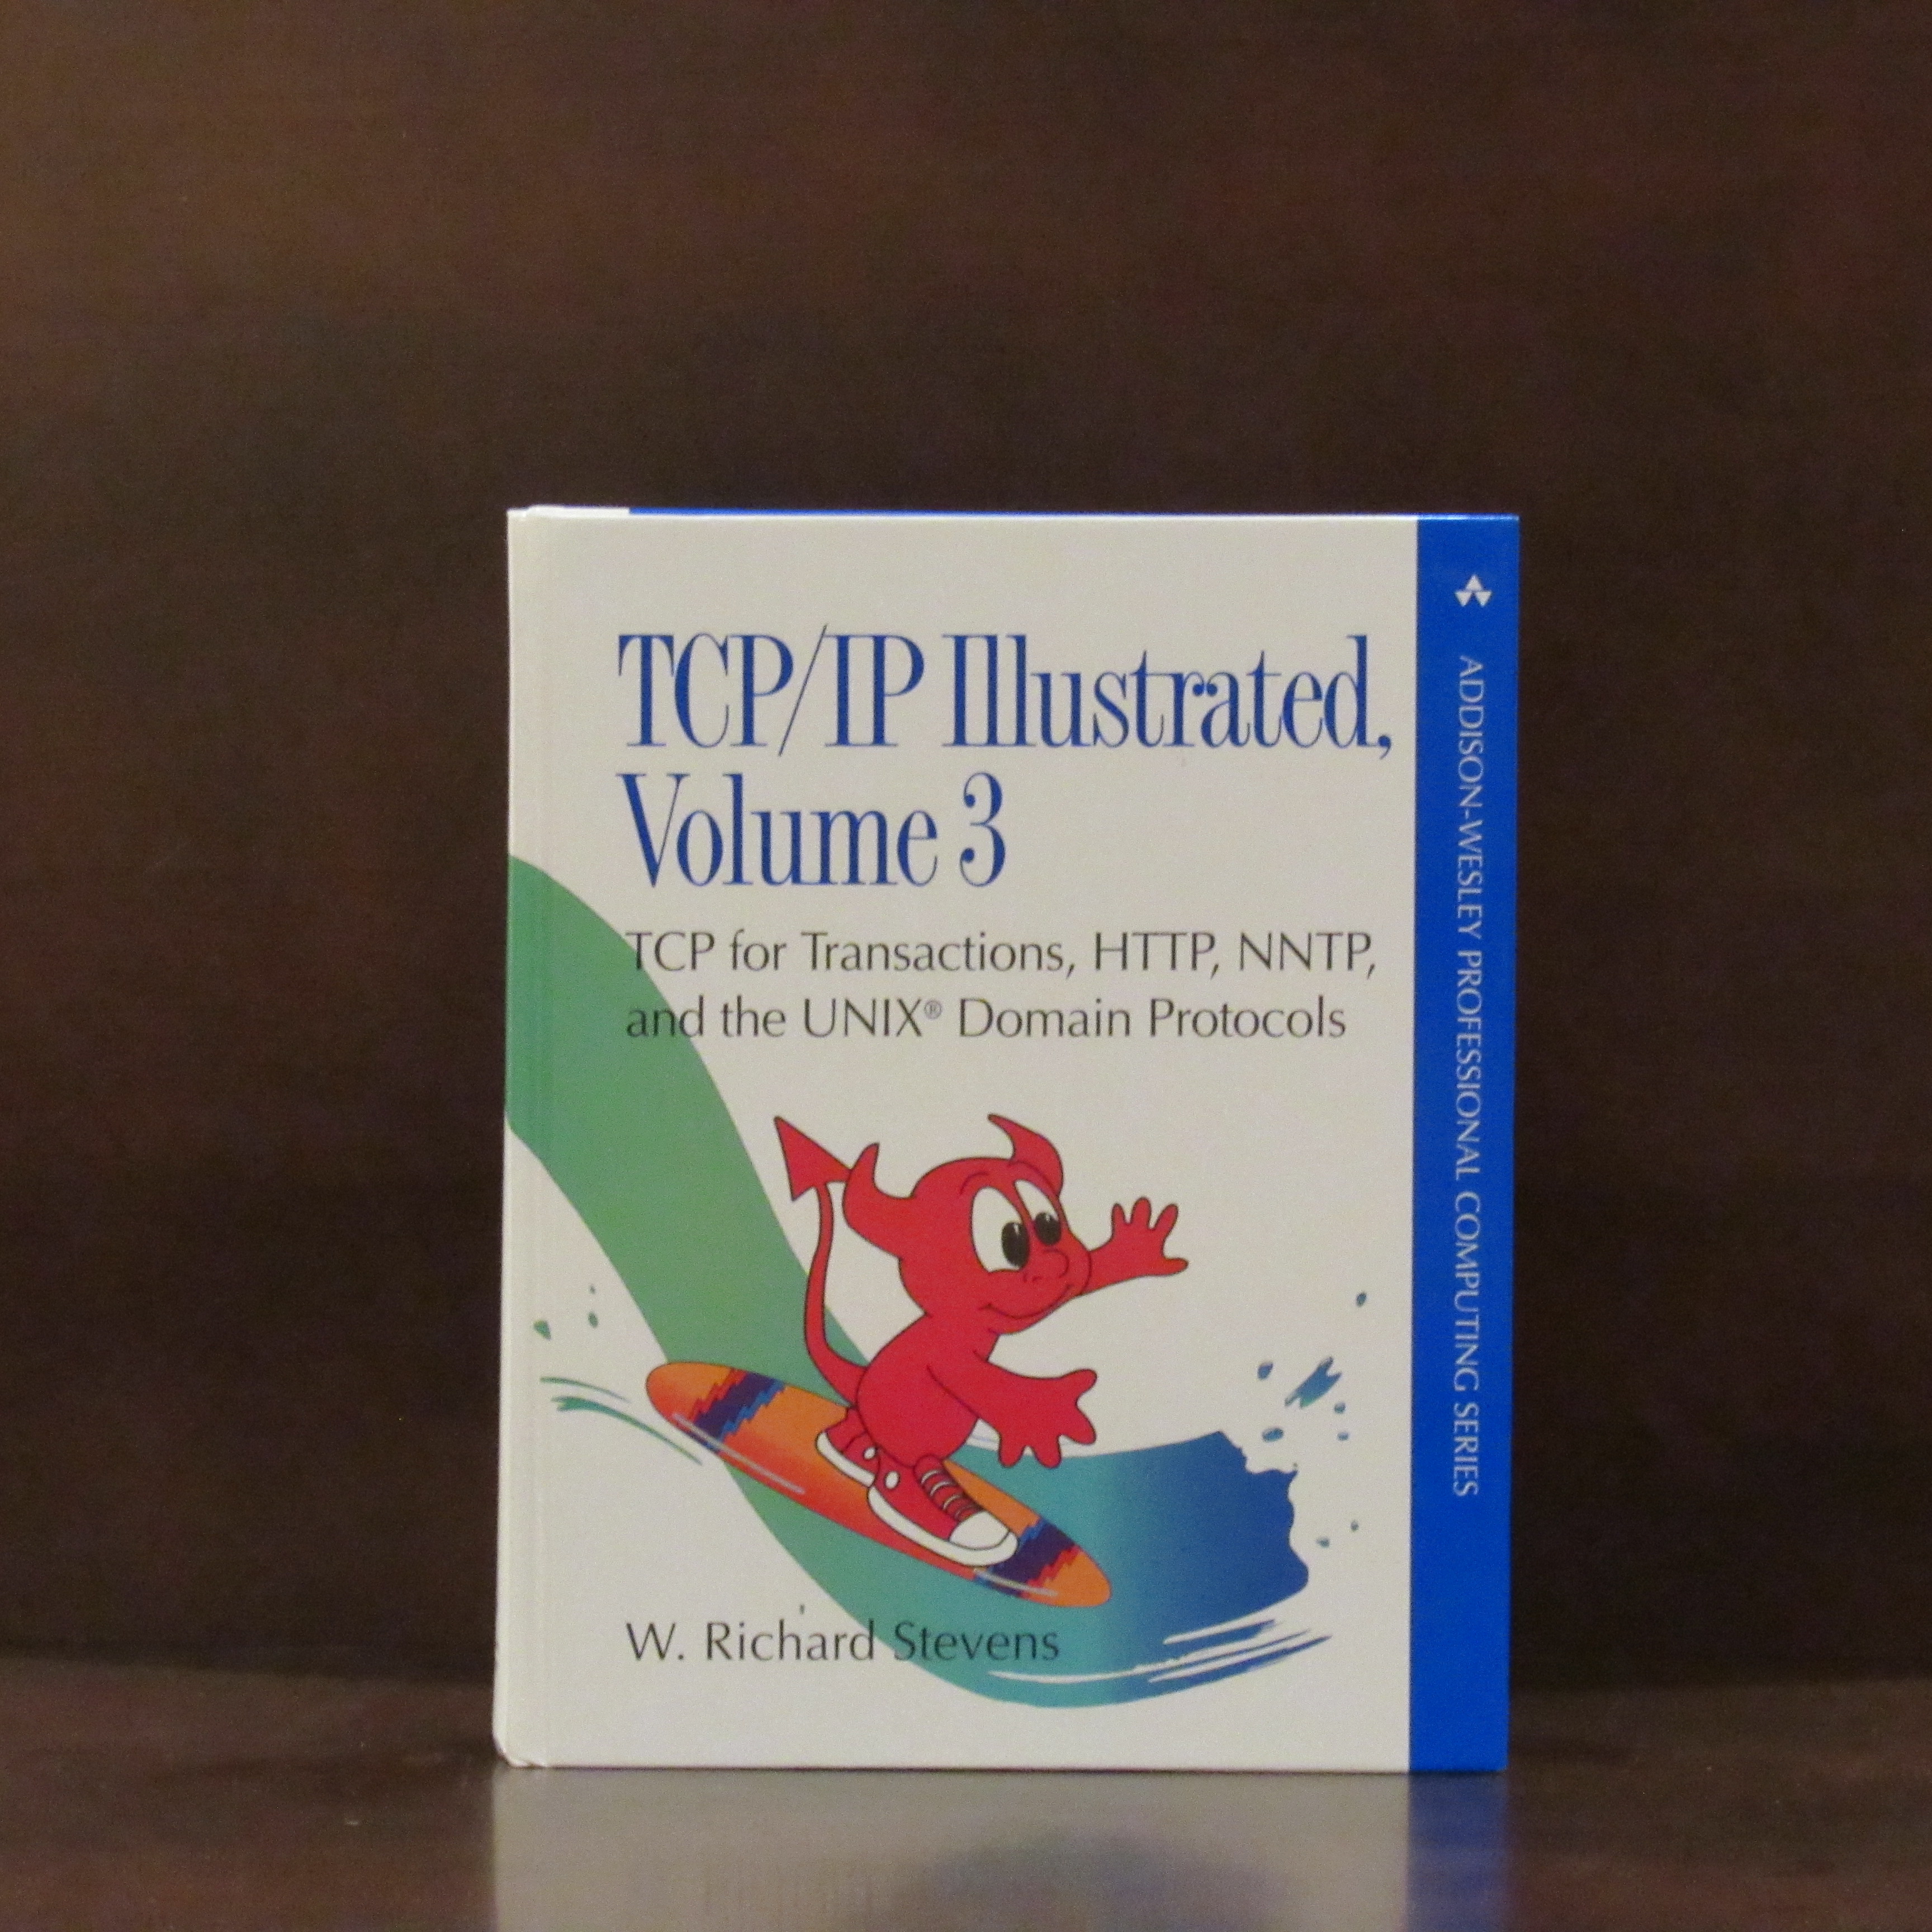 TCP/IP Illustrated,
Volume 3
TCP for Transactions, HTTP, NNTP,
and the UNIX® Domain Protocols
W. Richard Stevens
ADDISON-WESLEY PROFESSIONAL COMPUTING SERIES